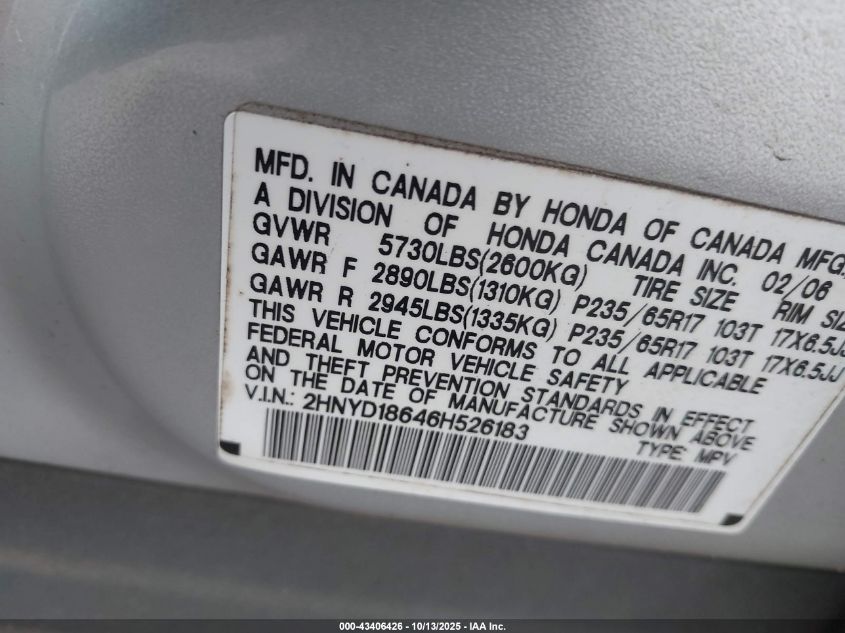 MFD. IN CANADA BY HONDA OF CANADA MFG.
A DIVISION OF HONDA CANADA INC. 02/06
GVWR 5730LBS(2600KG) TIRE SIZE RIM SIZ
GAWR F 2890LBS(1310KG) P235/65R17 103T 17X6.5JJ
GAWR R 2945LBS(1335KG) P235/65R17 103T 17X6.5JJ
THIS VEHICLE CONFORMS TO ALL APPLICABLE
FEDERAL MOTOR VEHICLE SAFETY
AND THEFT PREVENTION STANDARDS IN EFFECT
ON THE DATE OF MANUFACTURE SHOWN ABOVE
V.I.N.: 2HNYD18646H526183 TYPE: MPV
000-43406426 - 10/13/2025 - IAA Inc.